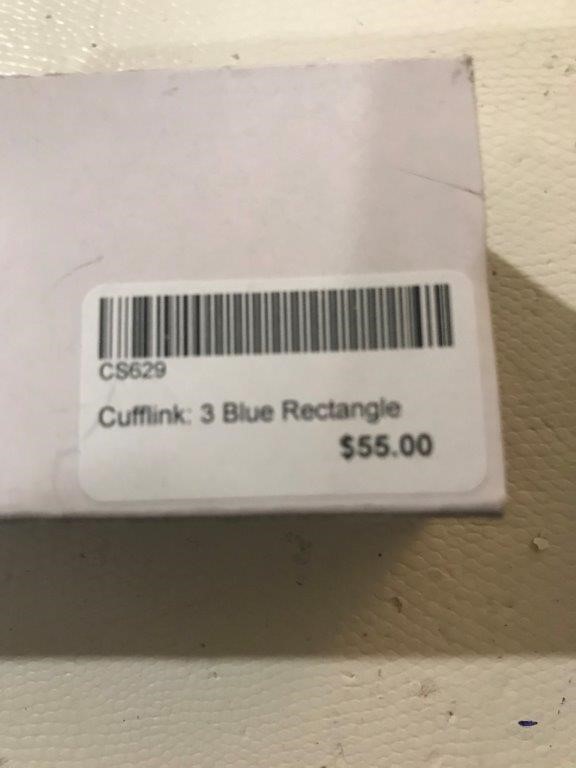 CS629
Cufflink: 3 Blue Rectangle
$55.00